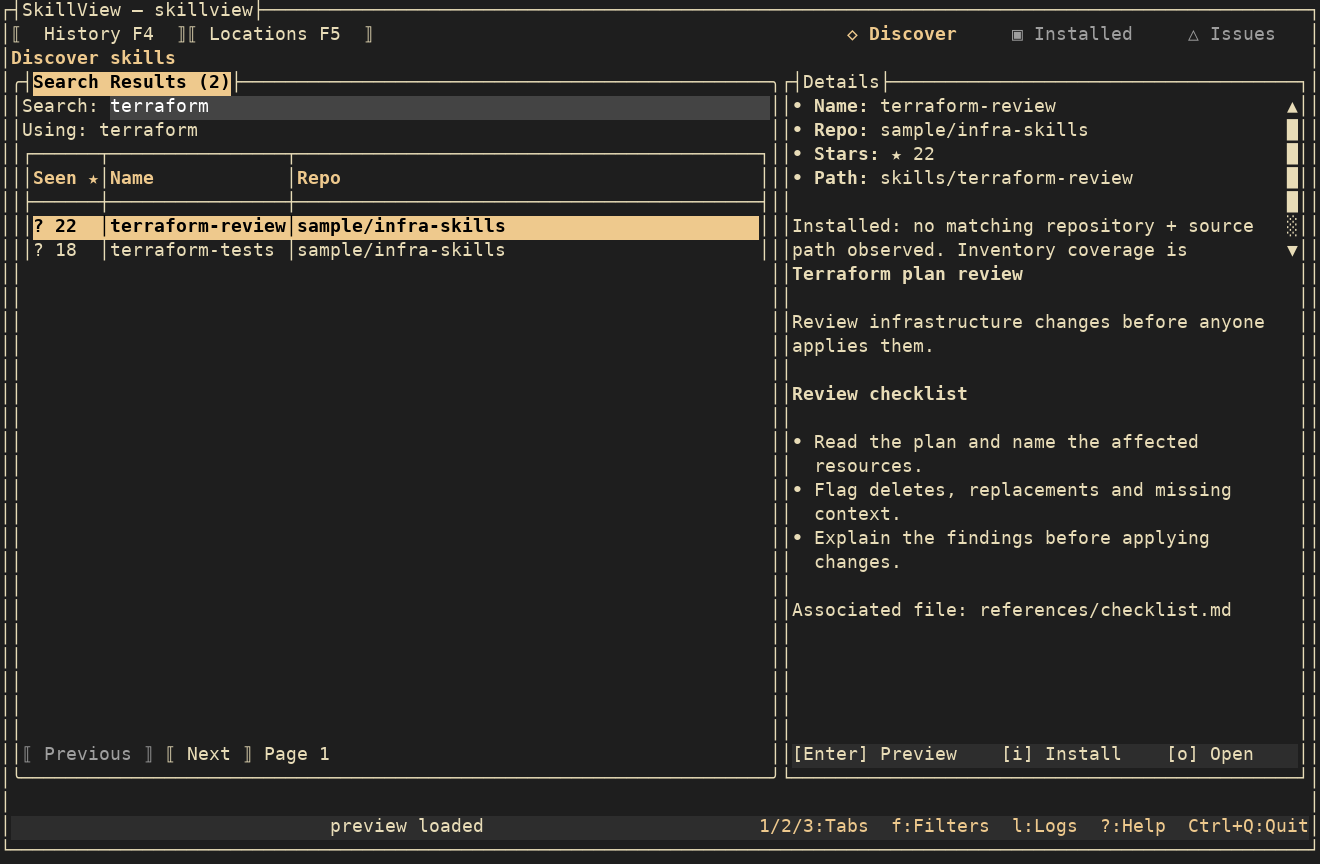 SkillView — skillview
⟦  History F4  ⟧⟦ Locations F5  ⟧ ◇ Discover ▣ Installed △ Issues
Discover skills
Search Results (2)
Search: terraform
Using: terraform
Seen ★ Name Repo
? 22 terraform-review sample/infra-skills
? 18 terraform-tests sample/infra-skills
⟦ Previous ⟧ ⟦ Next ⟧ Page 1
Details
• Name: terraform-review
• Repo: sample/infra-skills
• Stars: ★ 22
• Path: skills/terraform-review
Installed: no matching repository + source
path observed. Inventory coverage is
Terraform plan review
Review infrastructure changes before anyone
applies them.
Review checklist
• Read the plan and name the affected
resources.
• Flag deletes, replacements and missing
context.
• Explain the findings before applying
changes.
Associated file: references/checklist.md
[Enter] Preview [i] Install [o] Open
preview loaded 1/2/3:Tabs f:Filters l:Logs ?:Help Ctrl+Q:Quit